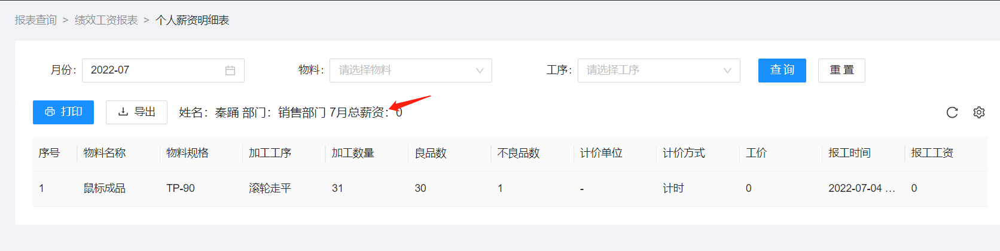 报表查询 > 绩效工资报表 > 个人薪资明细表
月份： 2022-07 物料： 请选择物料 工序： 请选择工序 查 询 重 置
打印 导出 姓名：秦踊 部门：销售部门 7月总薪资：0
序号 物料名称 物料规格 加工工序 加工数量 良品数 不良品数 计价单位 计价方式 工价 报工时间 报工工资
1 鼠标成品 TP-90 滚轮走平 31 30 1 - 计时 0 2022-07-04 ... 0